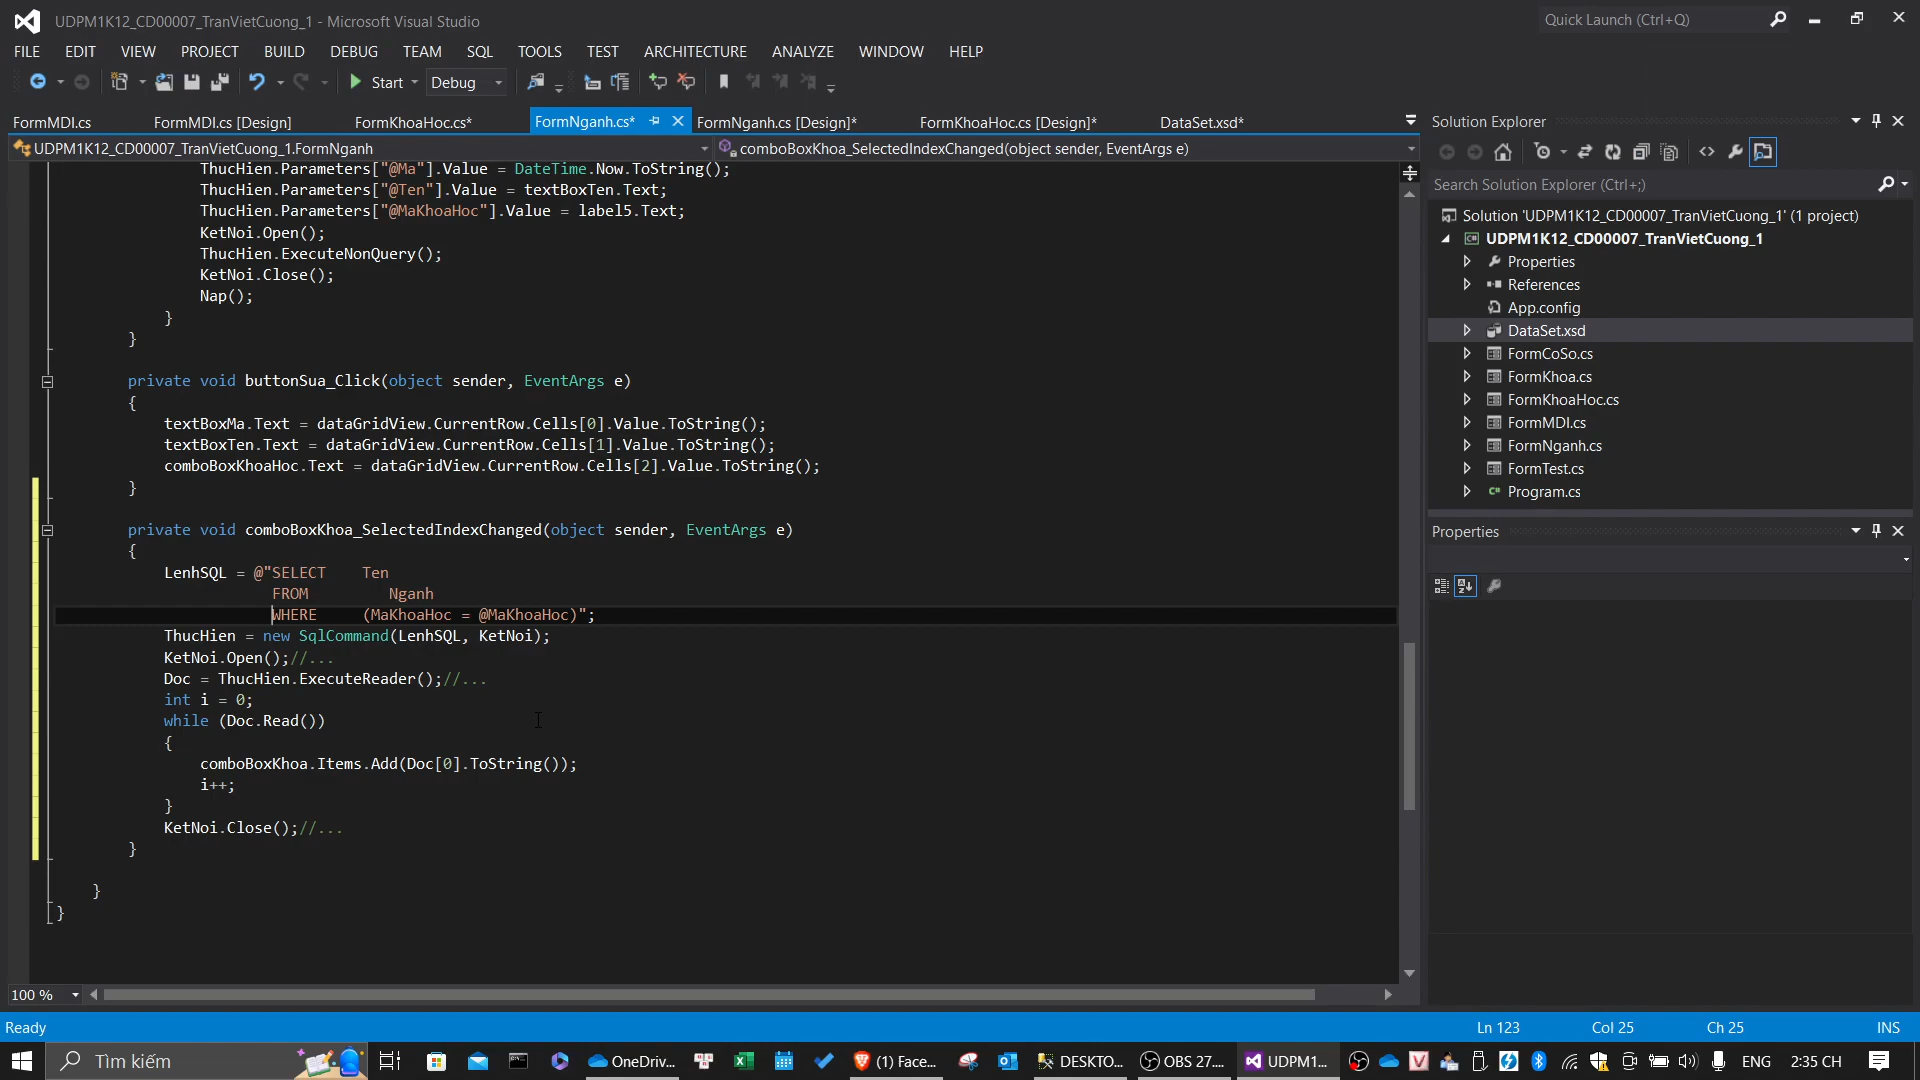 UDPM1K12_CD00007_TranVietCuong_1 - Microsoft Visual Studio
Quick Launch (Ctrl+Q)
FILE EDIT VIEW PROJECT BUILD DEBUG TEAM SQL TOOLS TEST ARCHITECTURE ANALYZE WINDOW HELP
Start Debug
FormMDI.cs FormMDI.cs [Design] FormKhoaHoc.cs* FormNganh.cs* FormNganh.cs [Design]* FormKhoaHoc.cs [Design]* DataSet.xsd*
UDPM1K12_CD00007_TranVietCuong_1.FormNganh comboBoxKhoa_SelectedIndexChanged(object sender, EventArgs e)
ThucHien.Parameters["@Ma"].Value = DateTime.Now.ToString();
ThucHien.Parameters["@Ten"].Value = textBoxTen.Text;
ThucHien.Parameters["@MaKhoaHoc"].Value = label5.Text;
KetNoi.Open();
ThucHien.ExecuteNonQuery();
KetNoi.Close();
Nap();
}
}
private void buttonSua_Click(object sender, EventArgs e)
{
textBoxMa.Text = dataGridView.CurrentRow.Cells[0].Value.ToString();
textBoxTen.Text = dataGridView.CurrentRow.Cells[1].Value.ToString();
comboBoxKhoaHoc.Text = dataGridView.CurrentRow.Cells[2].Value.ToString();
}
private void comboBoxKhoa_SelectedIndexChanged(object sender, EventArgs e)
{
LenhSQL = @"SELECT Ten
FROM Nganh
WHERE (MaKhoaHoc = @MaKhoaHoc)";
ThucHien = new SqlCommand(LenhSQL, KetNoi);
KetNoi.Open();//...
Doc = ThucHien.ExecuteReader();//...
int i = 0;
while (Doc.Read())
{
comboBoxKhoa.Items.Add(Doc[0].ToString());
i++;
}
KetNoi.Close();//...
}
}
}
100 %
Solution Explorer
Search Solution Explorer (Ctrl+;)
Solution 'UDPM1K12_CD00007_TranVietCuong_1' (1 project)
UDPM1K12_CD00007_TranVietCuong_1
Properties
References
App.config
DataSet.xsd
FormCoSo.cs
FormKhoa.cs
FormKhoaHoc.cs
FormMDI.cs
FormNganh.cs
FormTest.cs
Program.cs
Properties
Ready Ln 123 Col 25 Ch 25 INS
Tìm kiếm OneDriv... (1) Face... DESKTO... OBS 27.... UDPM1... ENG 2:35 CH